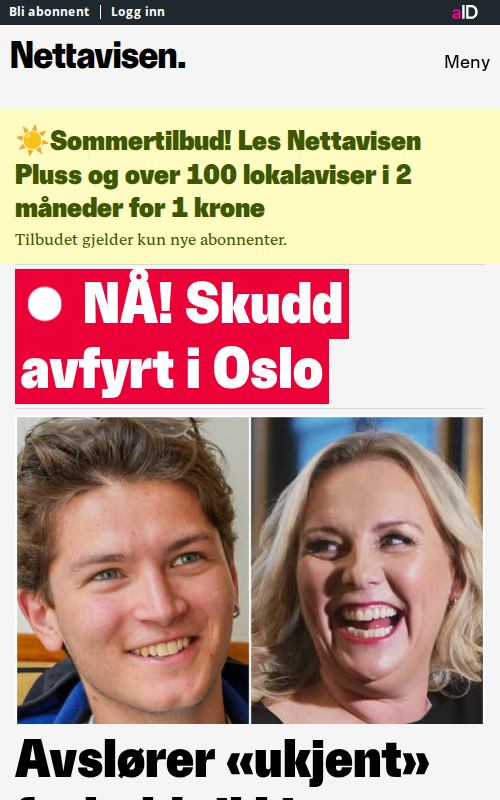 Bli abonnent | Logg inn aID
Nettavisen.
Meny
☀️Sommertilbud! Les Nettavisen
Pluss og over 100 lokalaviser i 2
måneder for 1 krone
Tilbudet gjelder kun nye abonnenter.
NÅ! Skudd
avfyrt i Oslo
Avslører «ukjent»